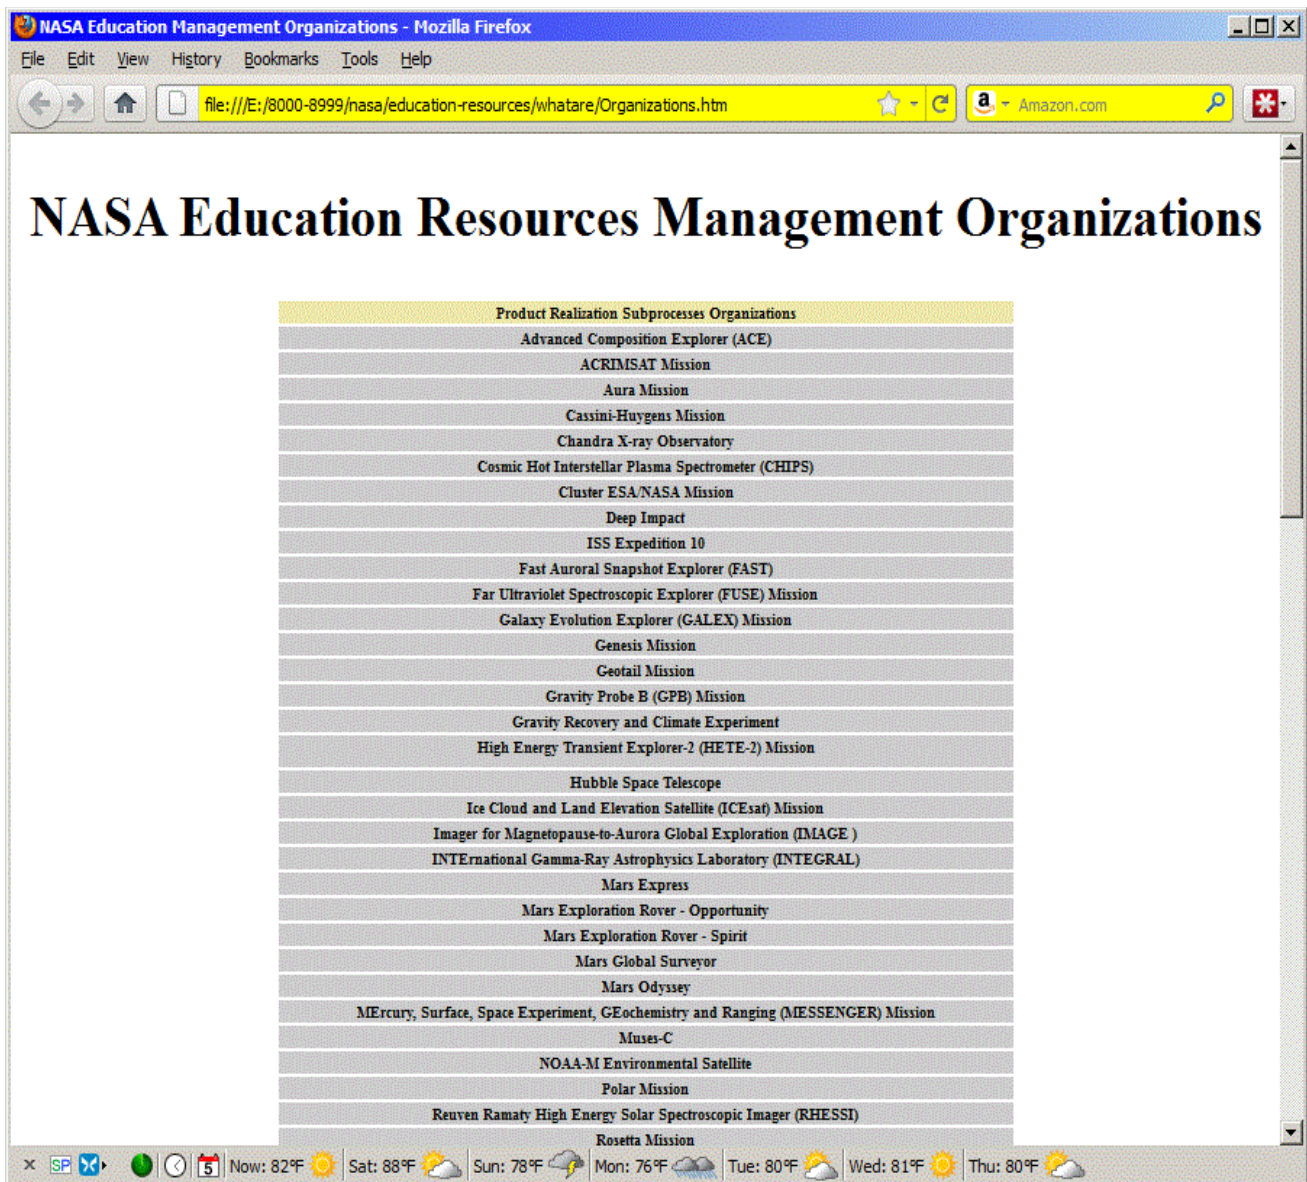 NASA Education Management Organizations - Mozilla Firefox
File Edit View History Bookmarks Tools Help
file:///E:/8000-8999/nasa/education-resources/whatare/Organizations.htm
a Amazon.com
NASA Education Resources Management Organizations
Product Realization Subprocesses Organizations
Advanced Composition Explorer (ACE)
ACRIMSAT Mission
Aura Mission
Cassini-Huygens Mission
Chandra X-ray Observatory
Cosmic Hot Interstellar Plasma Spectrometer (CHIPS)
Cluster ESA/NASA Mission
Deep Impact
ISS Expedition 10
Fast Auroral Snapshot Explorer (FAST)
Far Ultraviolet Spectroscopic Explorer (FUSE) Mission
Galaxy Evolution Explorer (GALEX) Mission
Genesis Mission
Geotail Mission
Gravity Probe B (GPB) Mission
Gravity Recovery and Climate Experiment
High Energy Transient Explorer-2 (HETE-2) Mission
Hubble Space Telescope
Ice Cloud and Land Elevation Satellite (ICEsat) Mission
Imager for Magnetopause-to-Aurora Global Exploration (IMAGE )
INTErnational Gamma-Ray Astrophysics Laboratory (INTEGRAL)
Mars Express
Mars Exploration Rover - Opportunity
Mars Exploration Rover - Spirit
Mars Global Surveyor
Mars Odyssey
MErcury, Surface, Space Experiment, GEochemistry and Ranging (MESSENGER) Mission
Muses-C
NOAA-M Environmental Satellite
Polar Mission
Reuven Ramaty High Energy Solar Spectroscopic Imager (RHESSI)
Rosetta Mission
SP 5 Now: 82°F Sat: 88°F Sun: 78°F Mon: 76°F Tue: 80°F Wed: 81°F Thu: 80°F